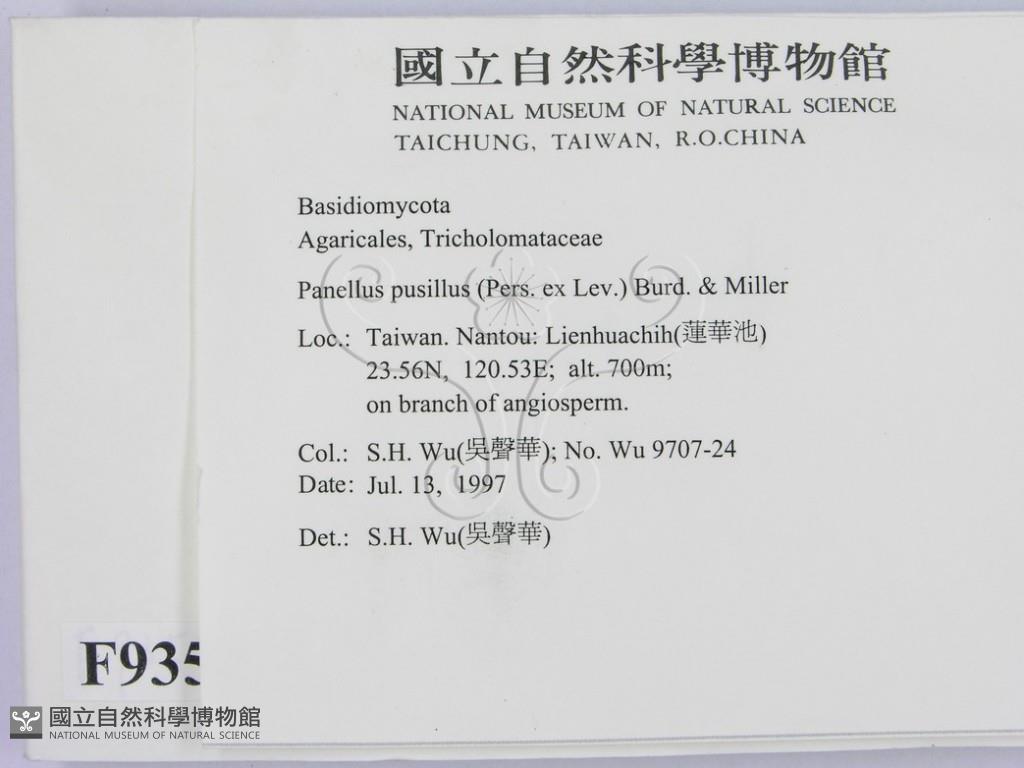 國立自然科學博物館
NATIONAL MUSEUM OF NATURAL SCIENCE
TAICHUNG, TAIWAN, R.O.CHINA
Basidiomycota
Agaricales, Tricholomataceae
Panellus pusillus (Pers. ex Lev.) Burd. & Miller
Loc.: Taiwan. Nantou: Lienhuachih(蓮華池)
23.56N, 120.53E; alt. 700m;
on branch of angiosperm.
Col.: S.H. Wu(吳聲華); No. Wu 9707-24
Date: Jul. 13, 1997
Det.: S.H. Wu(吳聲華)
F935
國立自然科學博物館
NATIONAL MUSEUM OF NATURAL SCIENCE